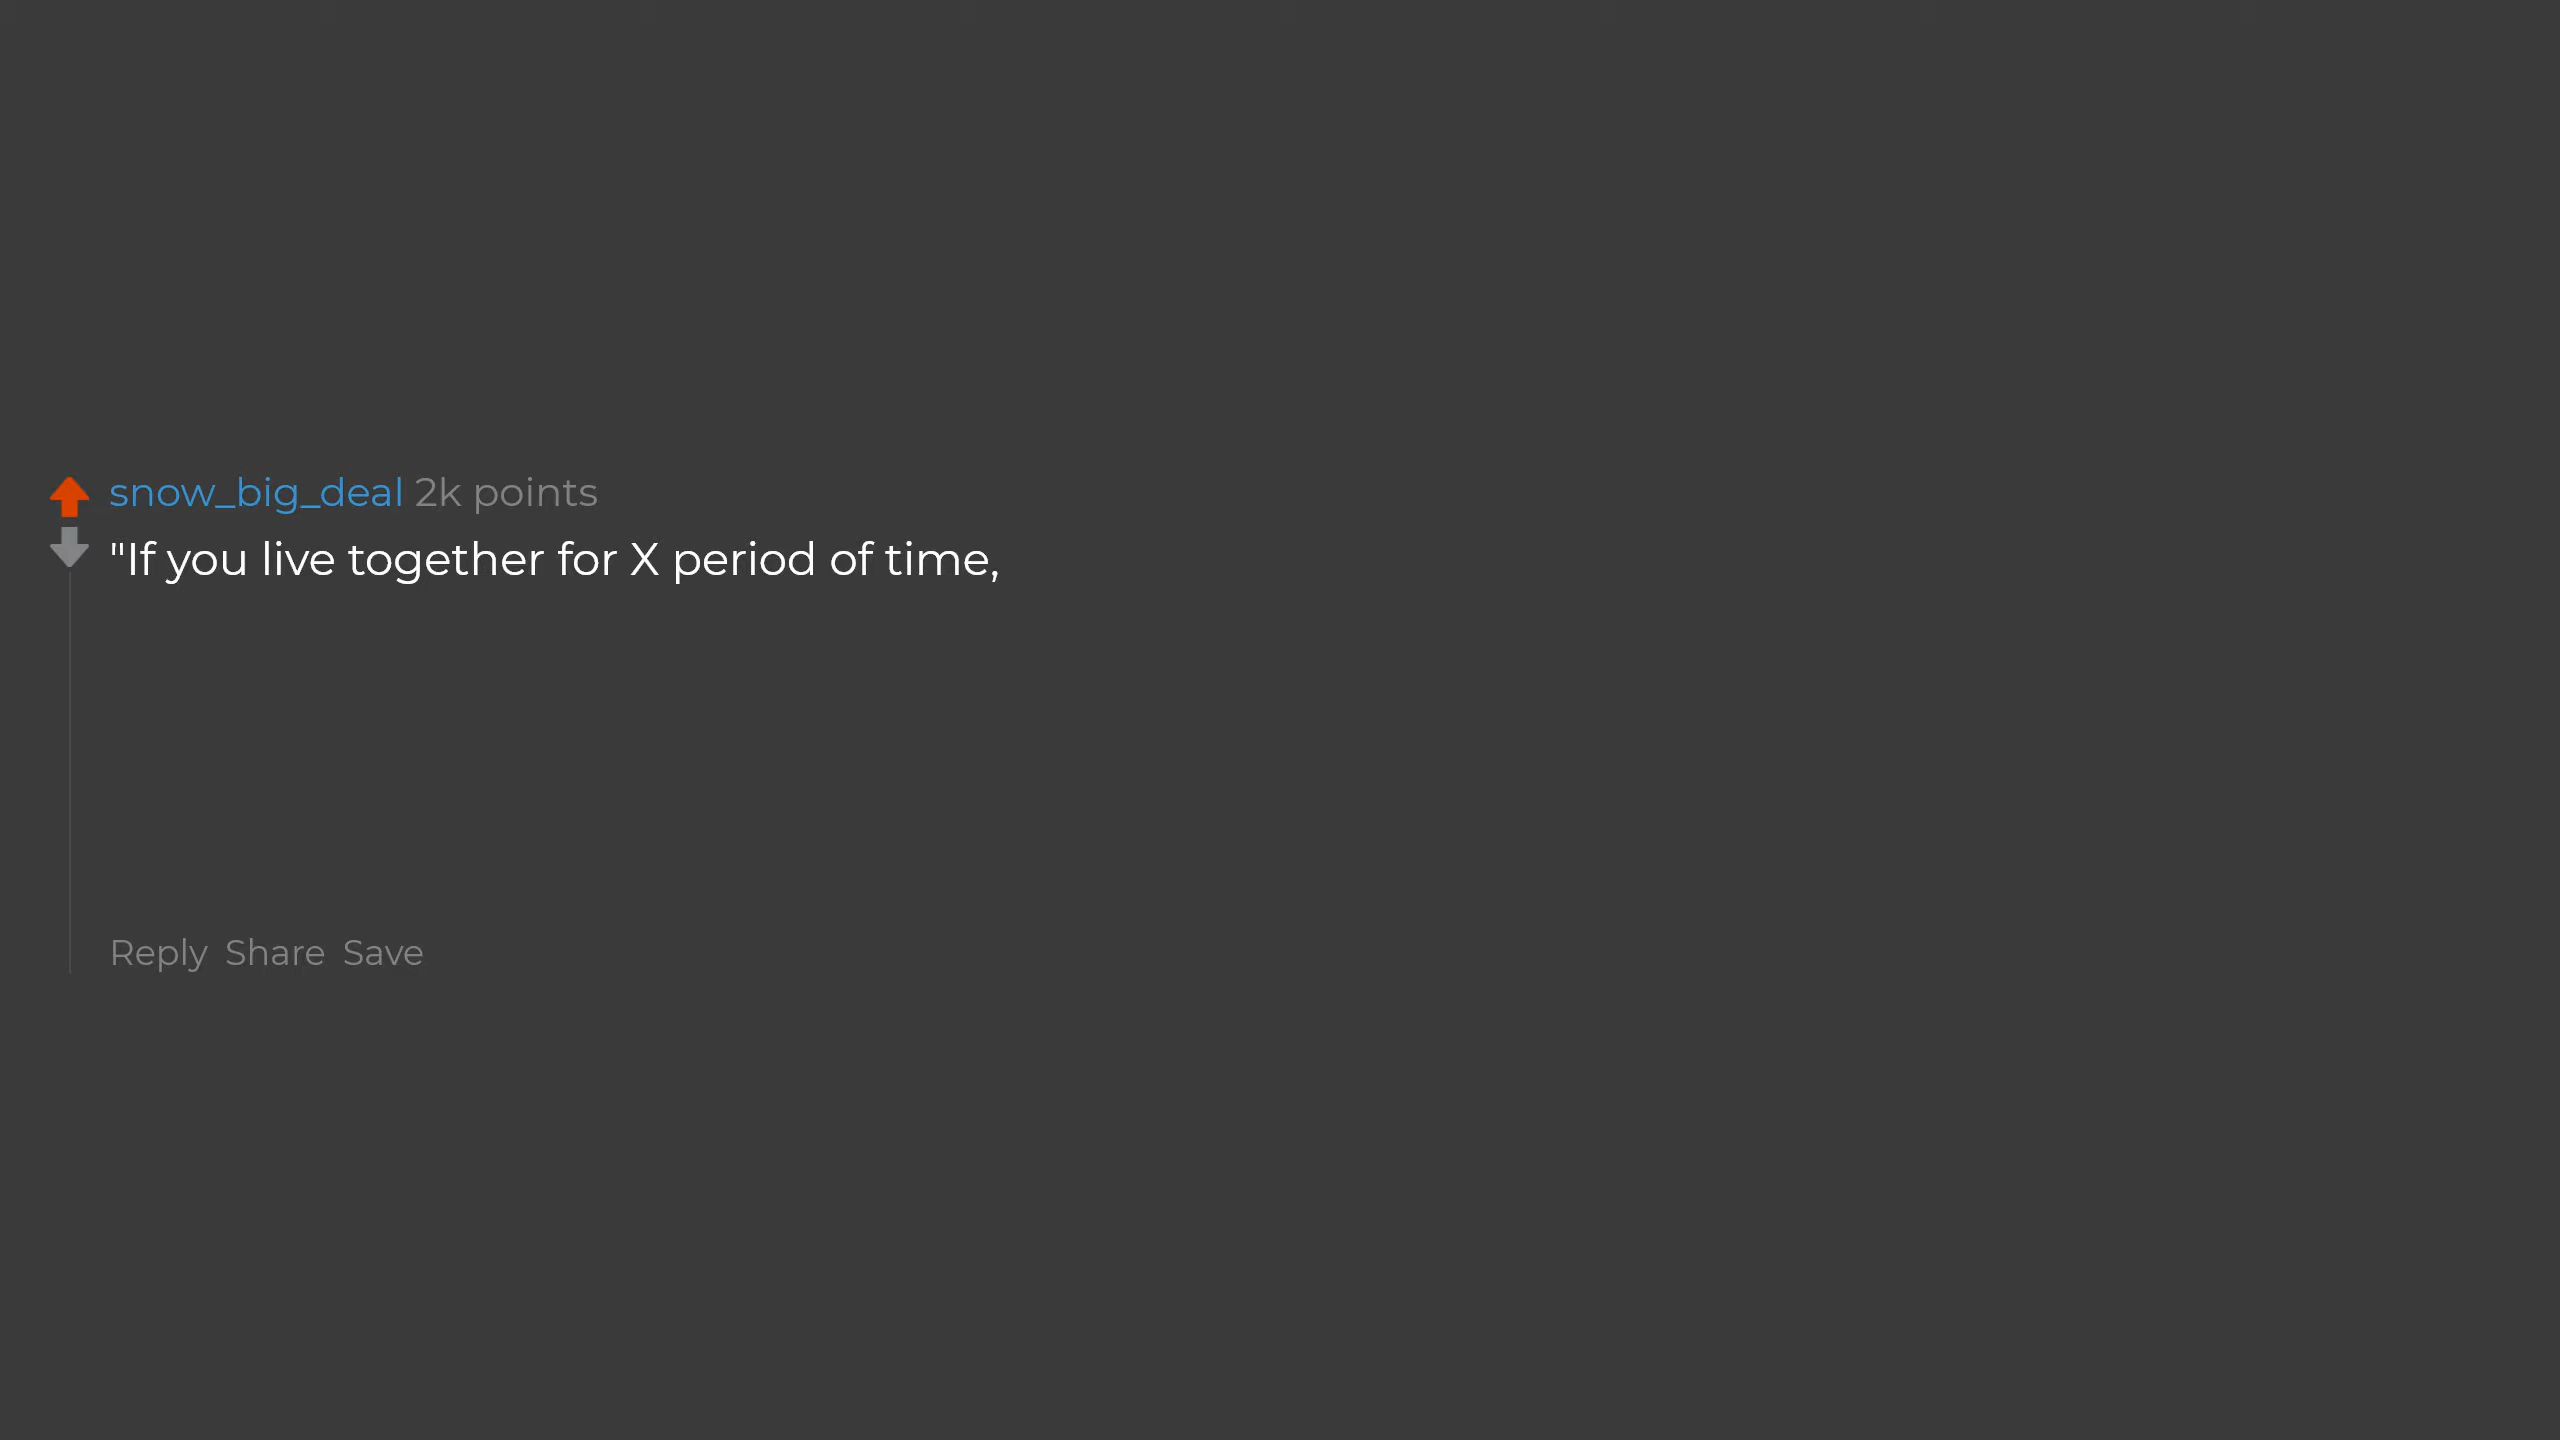 snow_big_deal 2k points
"If you live together for X period of time,
Reply Share Save